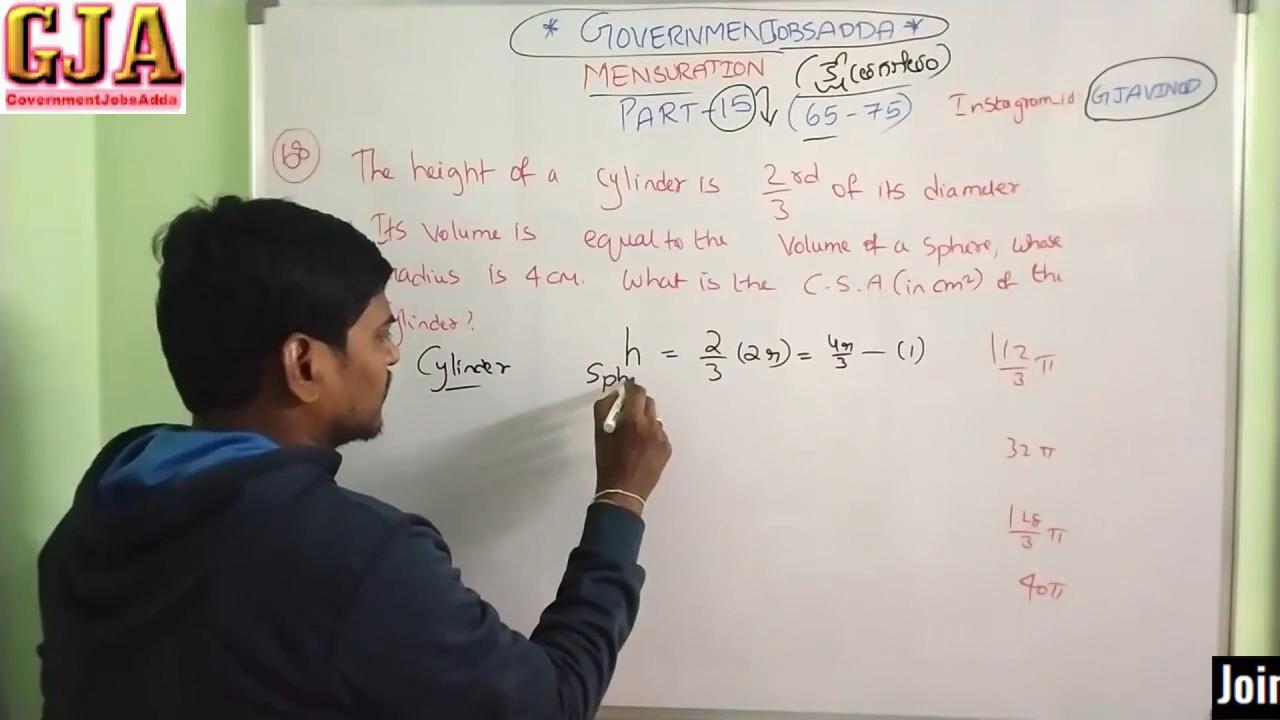 GJA
GovernmentJobsAdda
* GOVERNMENJOBSADDA *
MENSURATION
PART-15 (65-75)
Instagram id: GJAVINOD
68 The height of a cylinder is 2/3 rd of its diameter.
Its volume is equal to the volume of a sphere, whose
radius is 4 cm. What is the C.S.A (in cm²) of the
cylinder?
Cylinder h = 2/3 (2r) = 4r/3 — (1)
Sph
112/3 π
32 π
128/3 π
40π
Join